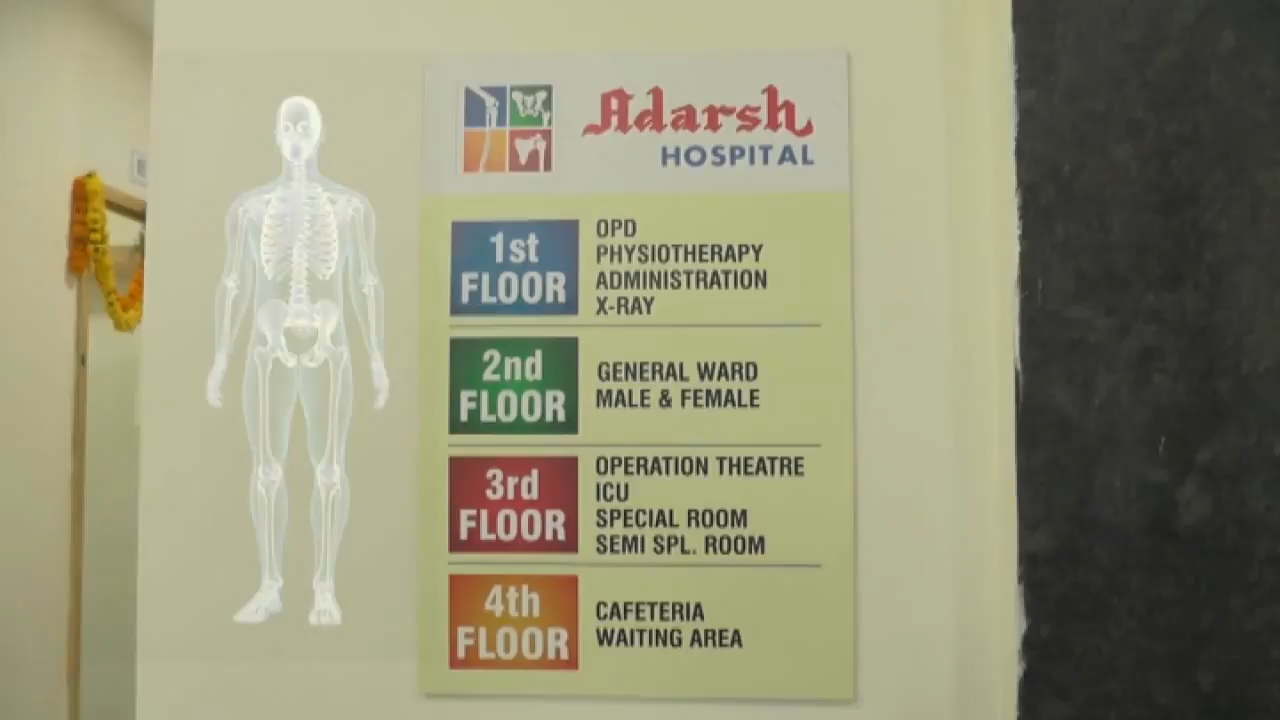 Adarsh
HOSPITAL
1st
FLOOR
OPD
PHYSIOTHERAPY
ADMINISTRATION
X-RAY
2nd
FLOOR
GENERAL WARD
MALE & FEMALE
3rd
FLOOR
OPERATION THEATRE
ICU
SPECIAL ROOM
SEMI SPL. ROOM
4th
FLOOR
CAFETERIA
WAITING AREA